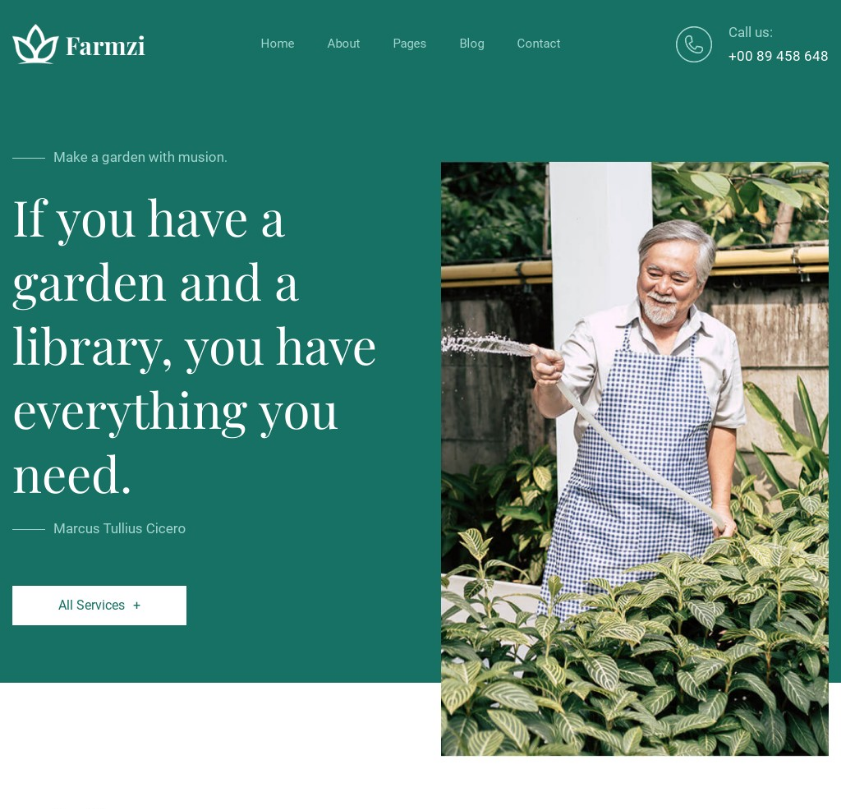 Farmzi
Home
About
Pages
Blog
Contact
Call us:
+00 89 458 648
Make a garden with musion.
If you have a
garden and a
library, you have
everything you
need.
Marcus Tullius Cicero
All Services +